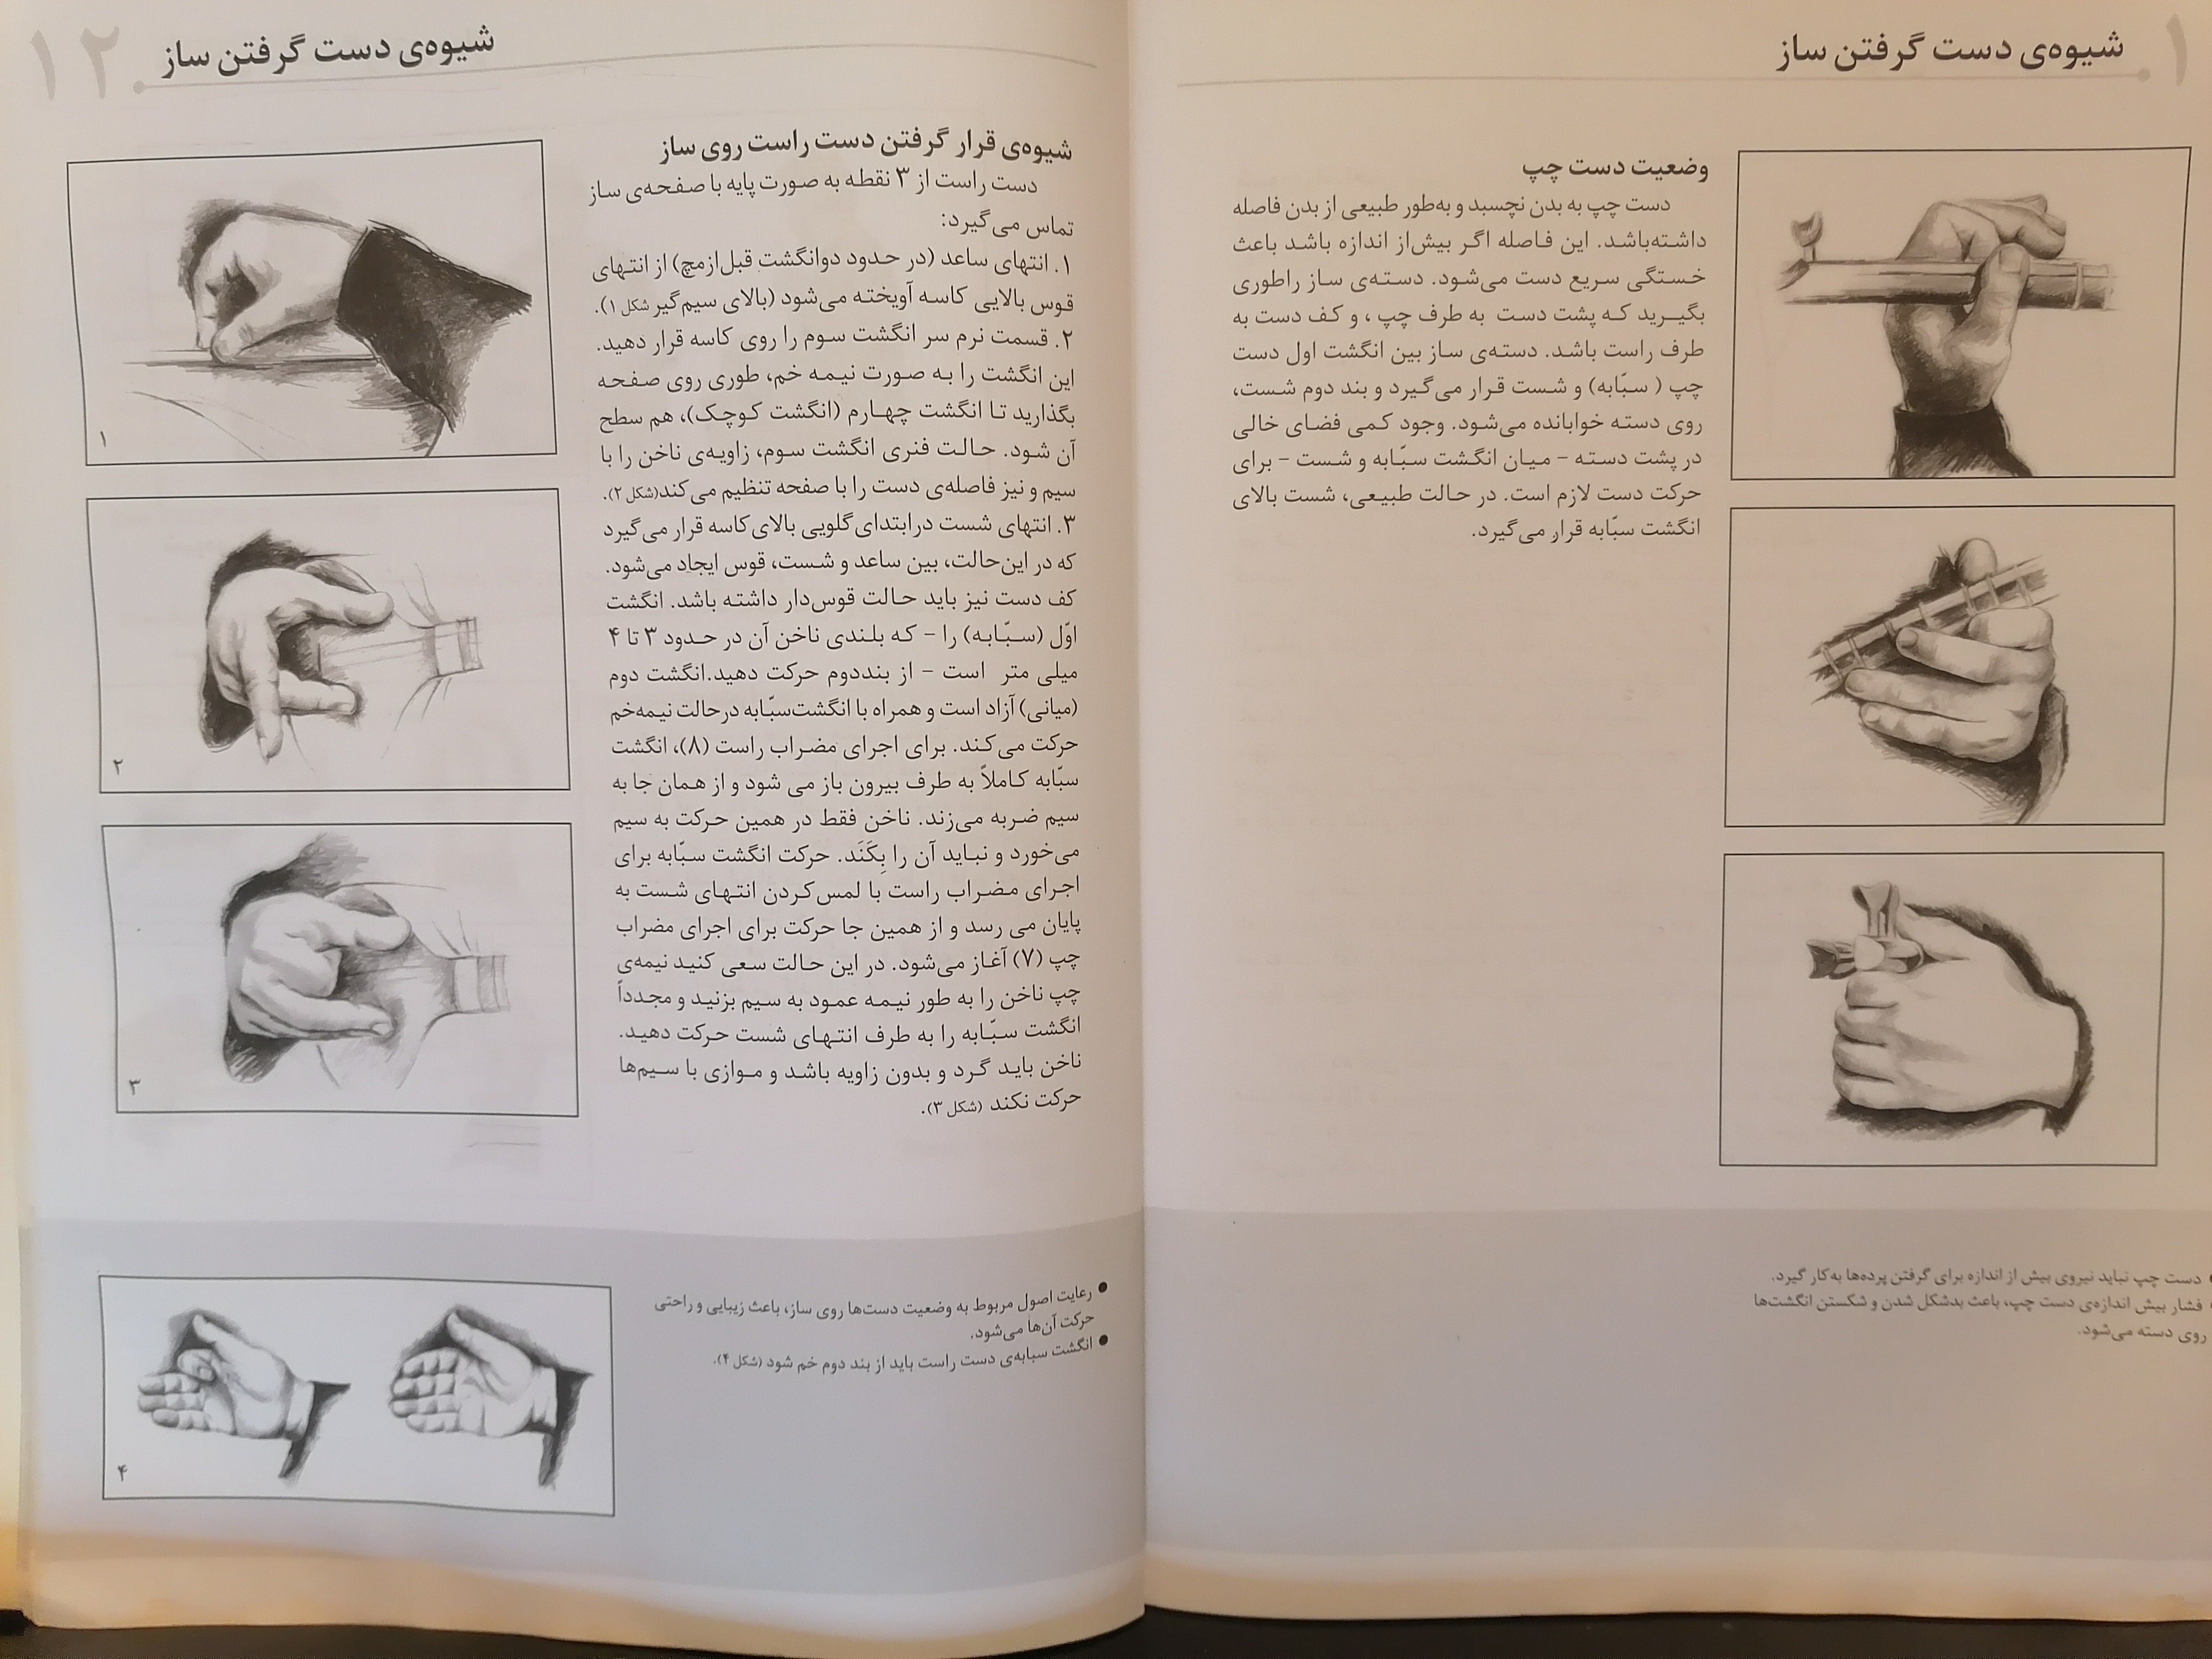 شیوه‌ی دست گرفتن ساز
وضعیت دست چپ
دست چپ به بدن نچسبد و به‌طور طبیعی از بدن فاصله
داشته‌باشد. این فاصله اگر بیش‌از اندازه باشد باعث
خستگی سریع دست می‌شود. دسته‌ی ساز راطوری
بگیرید که پشت دست به طرف چپ ، و کف دست به
طرف راست باشد. دسته‌ی ساز بین انگشت اول دست
چپ ( سبّابه) و شست قرار می‌گیرد و بند دوم شست،
روی دسته خوابانده می‌شود. وجود کمی فضای خالی
در پشت دسته - میان انگشت سبّابه و شست - برای
حرکت دست لازم است. در حالت طبیعی، شست بالای
انگشت سبّابه قرار می‌گیرد.
دست چپ نباید نیروی بیش از اندازه برای گرفتن پرده‌ها به‌کار گیرد.
فشار بیش اندازه‌ی دست چپ، باعث بدشکل شدن و شکستن انگشت‌ها
روی دسته می‌شود.
۱۲
شیوه‌ی دست گرفتن ساز
شیوه‌ی قرار گرفتن دست راست روی ساز
دست راست از ۳ نقطه به صورت پایه با صفحه‌ی ساز
تماس می‌گیرد:
۱. انتهای ساعد (در حدود دوانگشت قبل‌ازمچ) از انتهای
قوس بالایی کاسه آویخته می‌شود (بالای سیم‌گیر شکل ۱).
۲. قسمت نرم سر انگشت سوم را روی کاسه قرار دهید.
این انگشت را به صورت نیمه خم، طوری روی صفحه
بگذارید تا انگشت چهارم (انگشت کوچک)، هم سطح
آن شود. حالت فنری انگشت سوم، زاویه‌ی ناخن را با
سیم و نیز فاصله‌ی دست را با صفحه تنظیم می‌کند(شکل ۲).
۳. انتهای شست درابتدای‌گلویی بالای‌کاسه قرار می‌گیرد
که در این‌حالت، بین ساعد و شست، قوس ایجاد می‌شود.
کف دست نیز باید حالت قوس‌دار داشته باشد. انگشت
اوّل (سبّابه) را - که بلندی ناخن آن در حدود ۳ تا ۴
میلی متر است - از بنددوم حرکت دهید.انگشت دوم
(میانی) آزاد است و همراه با انگشت‌سبّابه درحالت نیمه‌خم
حرکت می‌کند. برای اجرای مضراب راست (۸)، انگشت
سبّابه کاملاً به طرف بیرون باز می شود و از همان جا به
سیم ضربه می‌زند. ناخن فقط در همین حرکت به سیم
می‌خورد و نباید آن را بِکَنَد. حرکت انگشت سبّابه برای
اجرای مضراب راست با لمس‌کردن انتهای شست به
پایان می رسد و از همین جا حرکت برای اجرای مضراب
چپ (۷) آغاز می‌شود. در این حالت سعی کنید نیمه‌ی
چپ ناخن را به طور نیمه عمود به سیم بزنید و مجدداً
انگشت سبّابه را به طرف انتهای شست حرکت دهید.
ناخن باید گرد و بدون زاویه باشد و موازی با سیم‌ها
حرکت نکند (شکل ۳).
۱
۲
۳
● رعایت اصول مربوط به وضعیت دست‌ها روی ساز، باعث زیبایی و راحتی
حرکت آن‌ها می‌شود.
● انگشت سبابه‌ی دست راست باید از بند دوم خم شود (شکل ۴).
۴